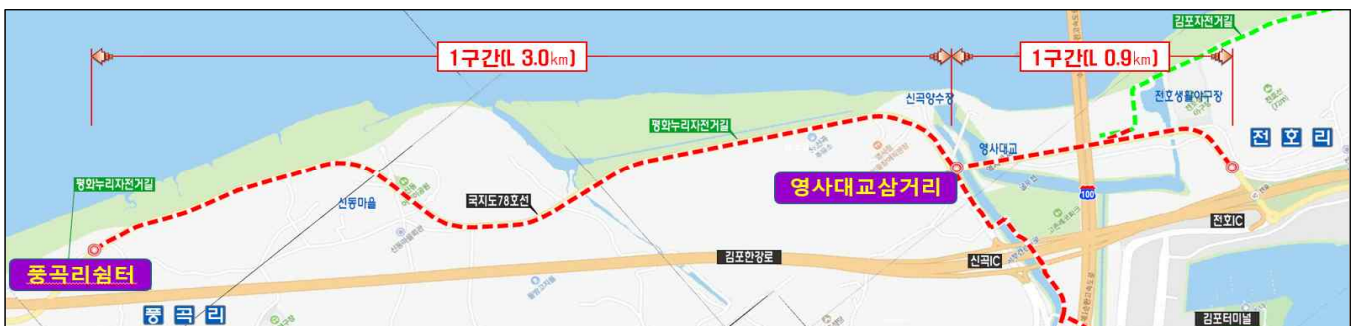 김포자전거길
1구간(L 3.0km)
1구간(L 0.9km)
신곡양수장
전호생활야구장
평화누리자전거길
영사대교
전호리
영사대교삼거리
100
평화누리자전거길
신동마을
국지도78호선
전호IC
풍곡리쉼터
김포한강로
신곡IC
풍곡리
김포터미널